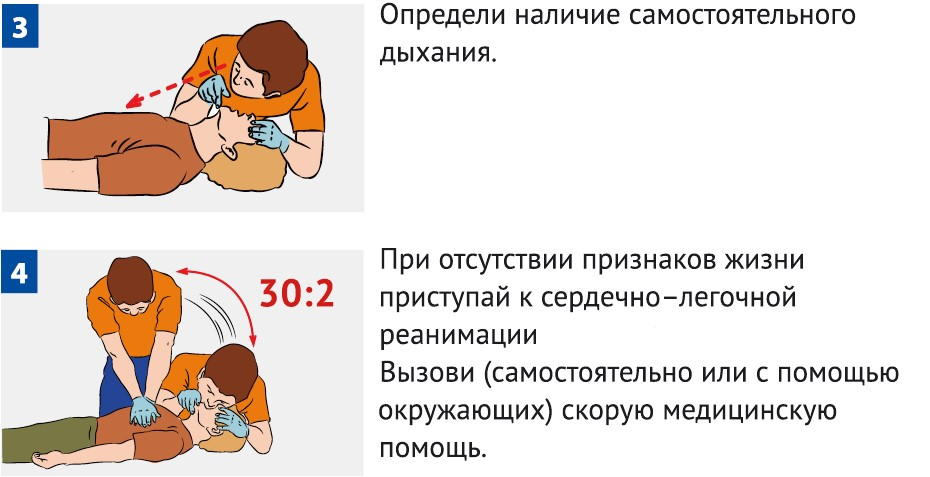 3
Определи наличие самостоятельного
дыхания.
4
30:2
При отсутствии признаков жизни
приступай к сердечно–легочной
реанимации
Вызови (самостоятельно или с помощью
окружающих) скорую медицинскую
помощь.